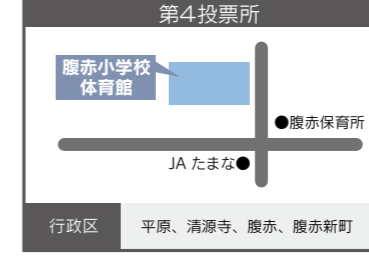 第4投票所
腹赤小学校
体育館
●腹赤保育所
JA たまな●
行政区
平原、清源寺、腹赤、腹赤新町